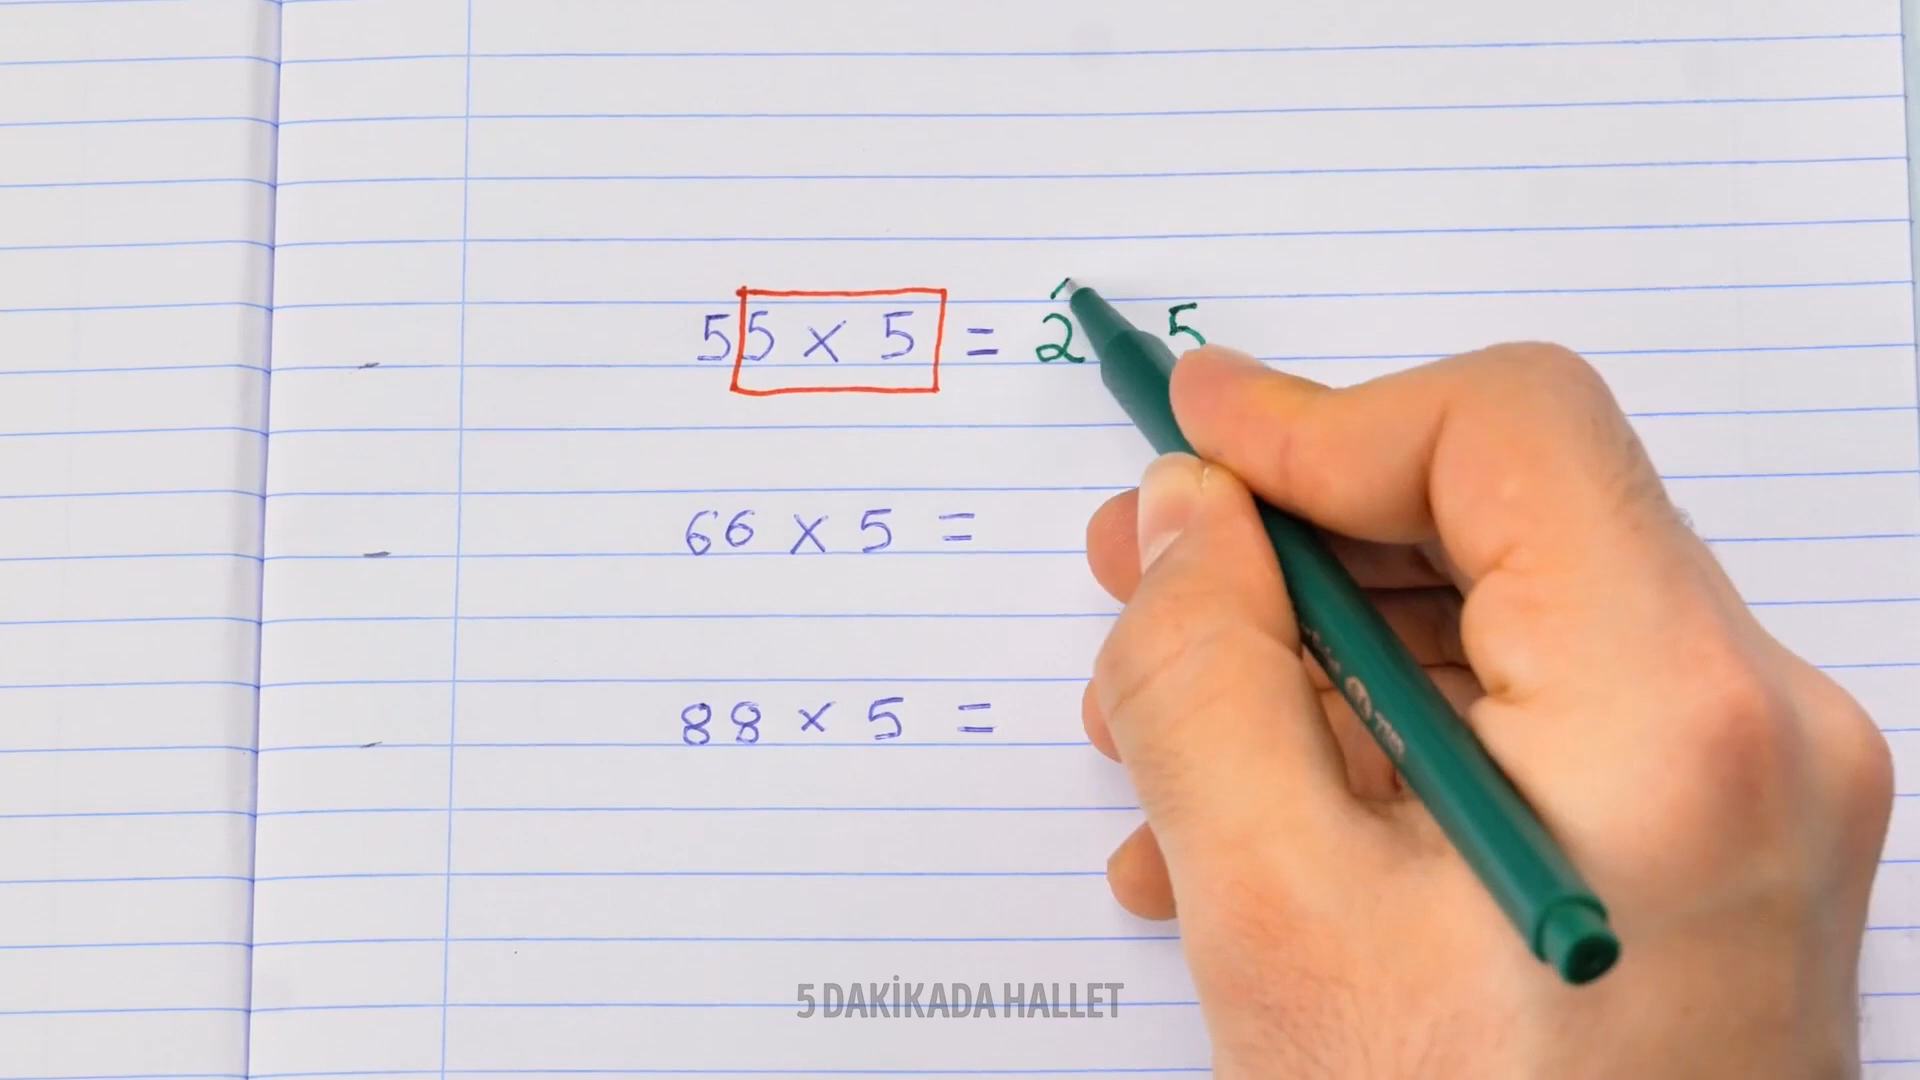 55 x 5 = 2 5
66 x 5 =
88 x 5 =
5 DAKİKADA HALLET